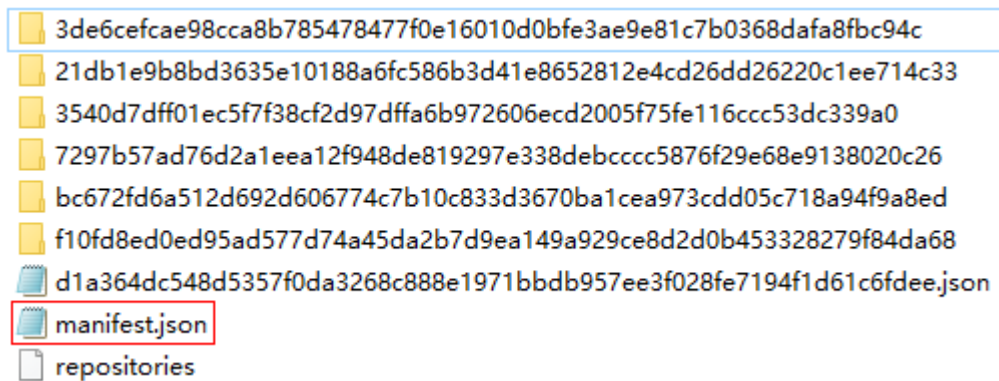 3de6cefcae98cca8b785478477f0e16010d0bfe3ae9e81c7b0368dafa8fbc94c
21db1e9b8bd3635e10188a6fc586b3d41e8652812e4cd26dd26220c1ee714c33
3540d7dff01ec5f7f38cf2d97dffa6b972606ecd2005f75fe116ccc53dc339a0
7297b57ad76d2a1eea12f948de819297e338debcccc5876f29e68e9138020c26
bc672fd6a512d692d606774c7b10c833d3670ba1cea973cdd05c718a94f9a8ed
f10fd8ed0ed95ad577d74a45da2b7d9ea149a929ce8d2d0b453328279f84da68
d1a364dc548d5357f0da3268c888e1971bbdb957ee3f028fe7194f1d61c6fdee.json
manifest.json
repositories